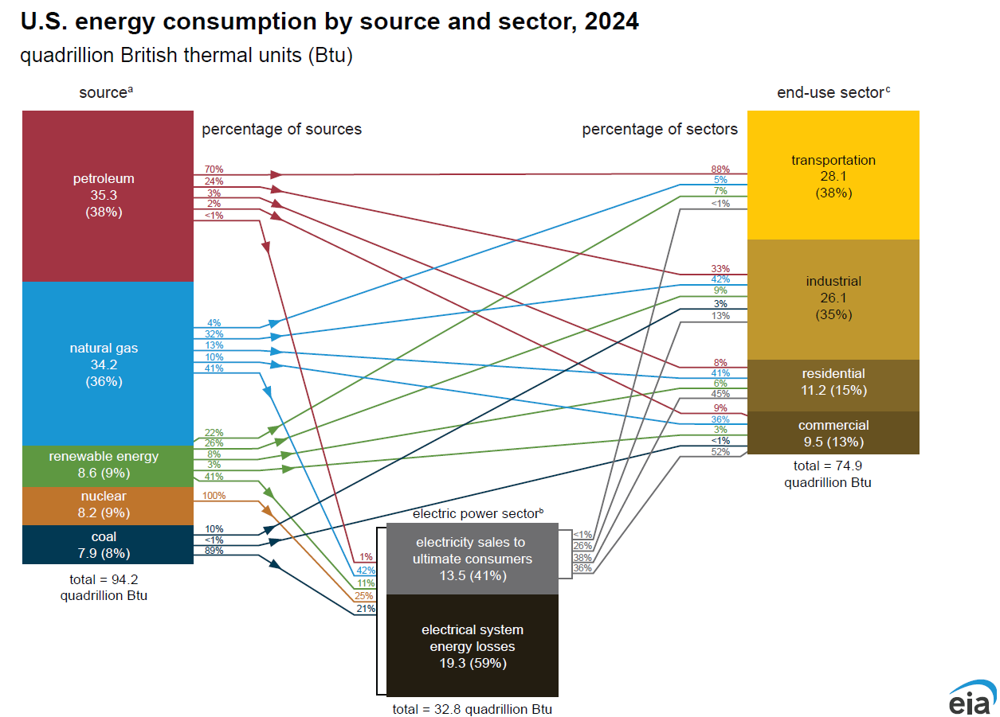 U.S. energy consumption by source and sector, 2024
quadrillion British thermal units (Btu)
sourceᵃ
end-use sectorᶜ
percentage of sources
percentage of sectors
petroleum
35.3
(38%)
70%
24%
3%
2%
<1%
natural gas
34.2
(36%)
4%
32%
13%
10%
41%
renewable energy
8.6 (9%)
22%
26%
8%
3%
41%
nuclear
8.2 (9%)
100%
coal
7.9 (8%)
10%
<1%
89%
total = 94.2
quadrillion Btu
electric power sectorᵇ
1%
42%
11%
25%
21%
electricity sales to
ultimate consumers
13.5 (41%)
electrical system
energy losses
19.3 (59%)
total = 32.8 quadrillion Btu
<1%
26%
38%
36%
88%
5%
7%
<1%
transportation
28.1
(38%)
33%
42%
9%
3%
13%
industrial
26.1
(35%)
8%
41%
6%
45%
residential
11.2 (15%)
9%
36%
3%
<1%
52%
commercial
9.5 (13%)
total = 74.9
quadrillion Btu
eia